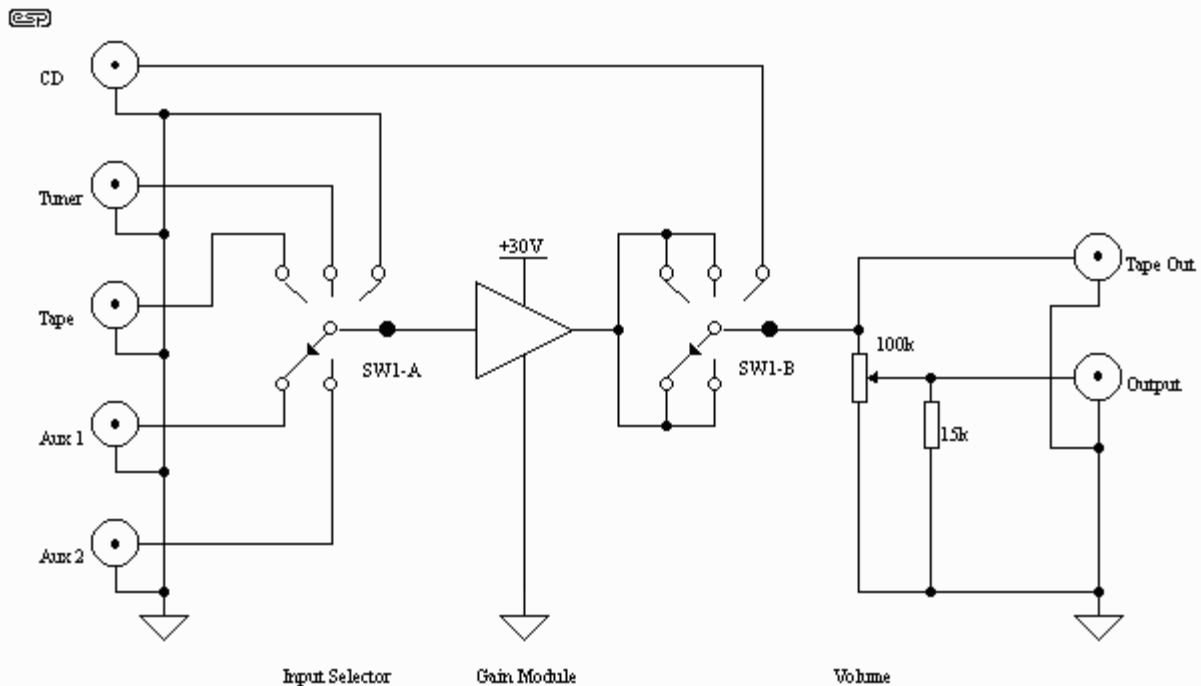 esp
CD
Tuner
Tape
Aux 1
Aux 2
SW1-A
+30V
SW1-B
100k
15k
Tape Out
Output
Input Selector
Gain Module
Volume